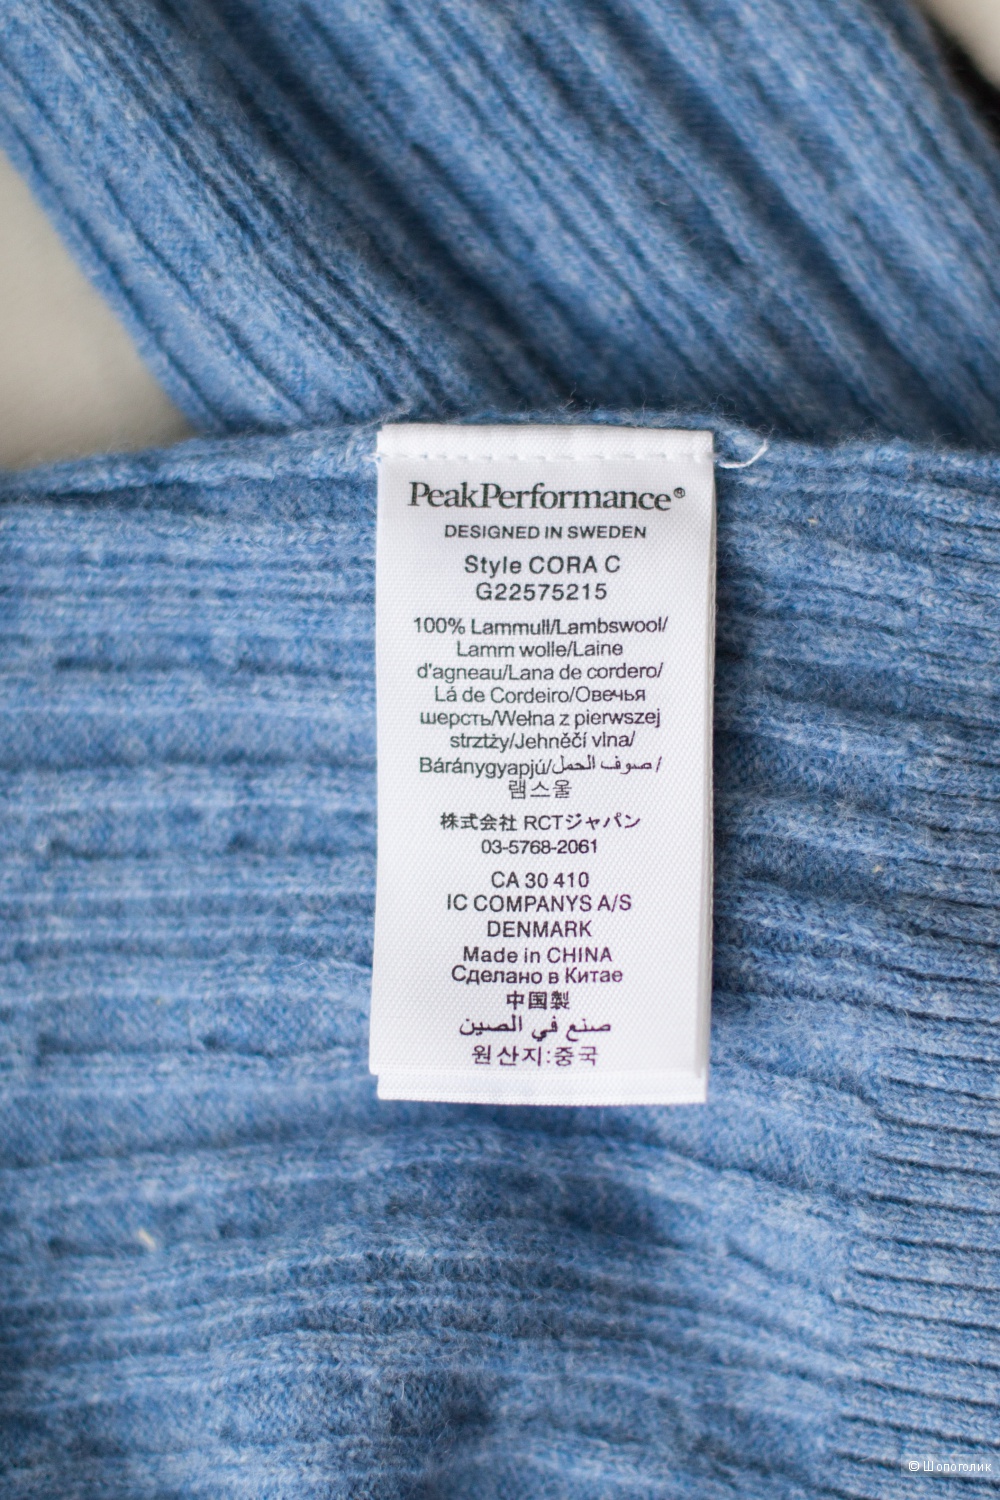 PeakPerformance®
DESIGNED IN SWEDEN
Style CORA C
G22575215
100% Lammull/Lambswool/
Lamm wolle/Laine
d'agneau/Lana de cordero/
Lá de Cordeiro/Овечья
шерсть/Wełna z pierwszej
strztży/Jehněčí vlna/
Báránygyapjú/صوف الحمل/
램스울
株式会社 RCTジャパン
03-5768-2061
CA 30 410
IC COMPANYS A/S
DENMARK
Made in CHINA
Сделано в Китае
中国製
صنع في الصين
원산지:중국
© Шопоголик